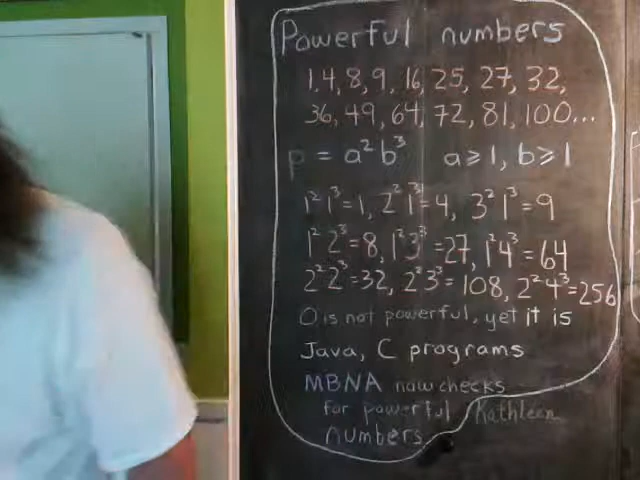 Powerful numbers
1,4,8,9,16,25,27,32,
36,49,64,72,81,100...
p = a²b³ a≥1, b≥1
1²1³=1, 2²1³=4, 3²1³=9
1²2³=8, 1²3³=27, 1²4³=64
2²2³=32, 2²3³=108, 2²4³=256
0 is not powerful, yet it is
Java, C programs
MBNA now checks
for powerful Kathleen
numbers